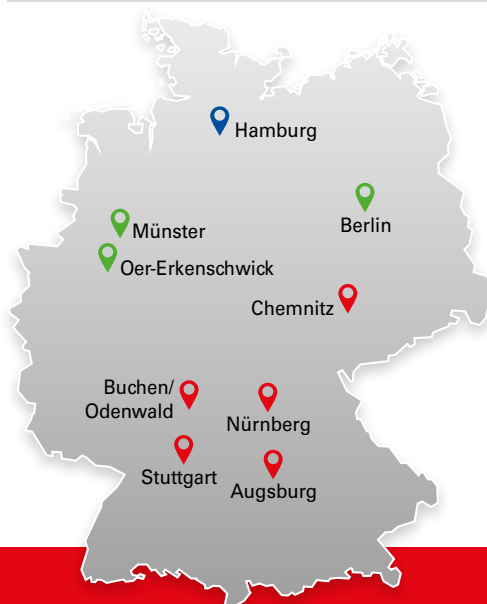 Hamburg
Berlin
Münster
Oer-Erkenschwick
Chemnitz
Buchen/
Odenwald
Nürnberg
Stuttgart
Augsburg